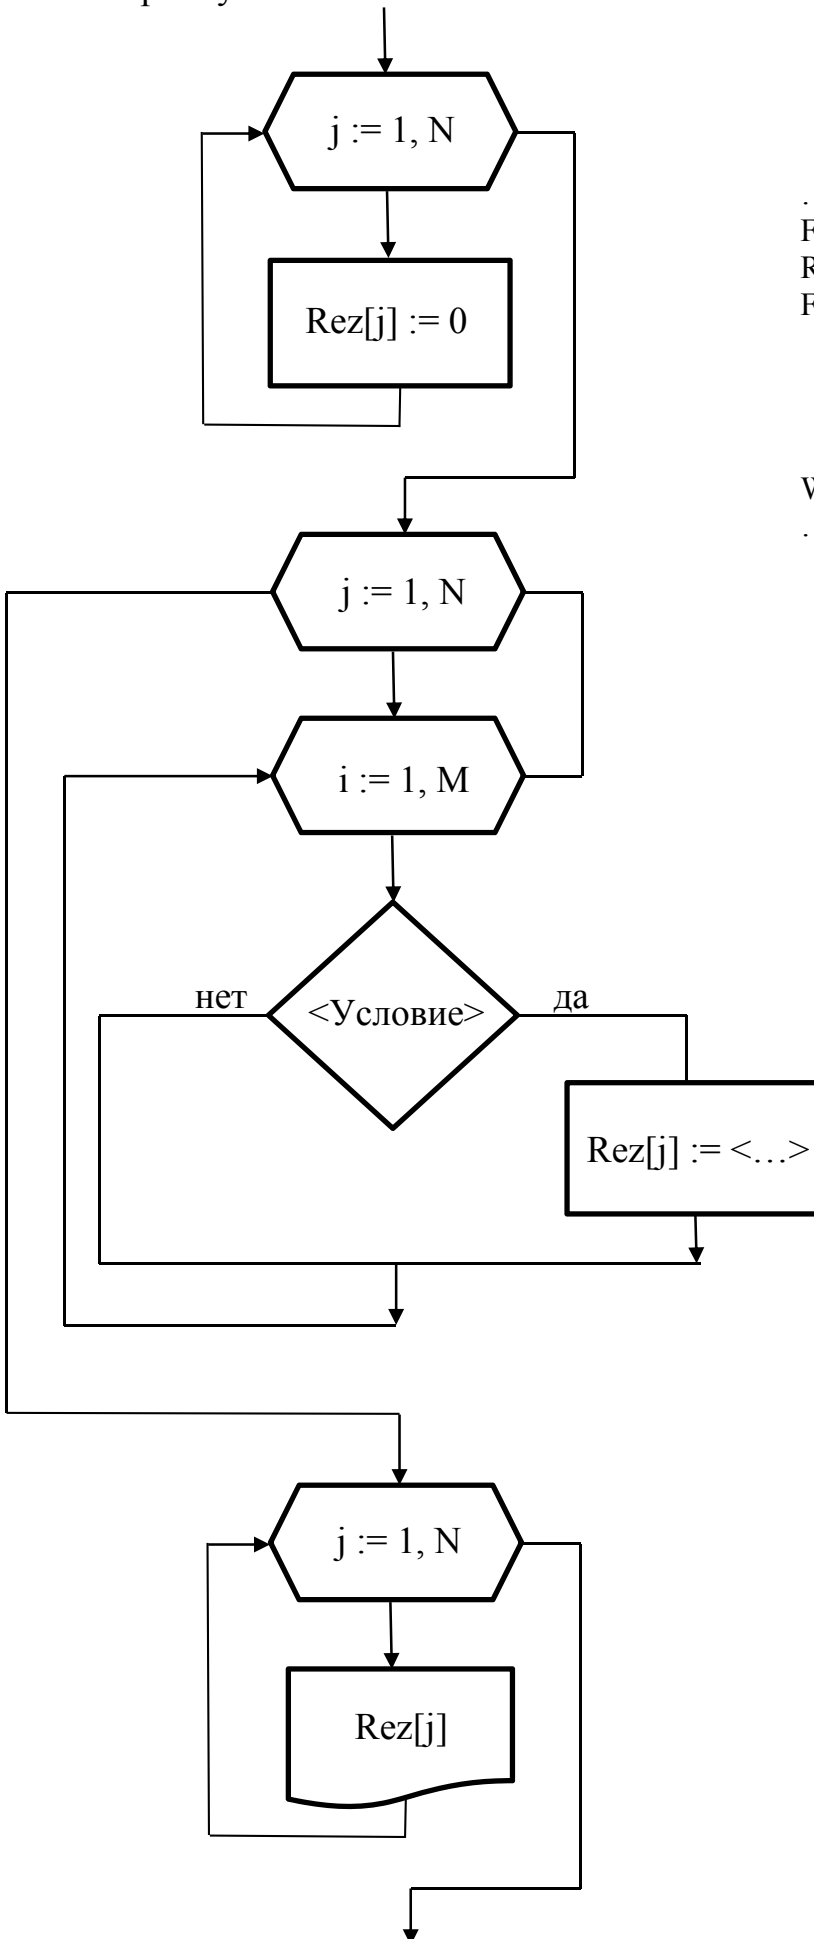 j := 1, N
Rez[j] := 0
j := 1, N
i := 1, M
нет
<Условие>
да
Rez[j] := <...>
j := 1, N
Rez[j]